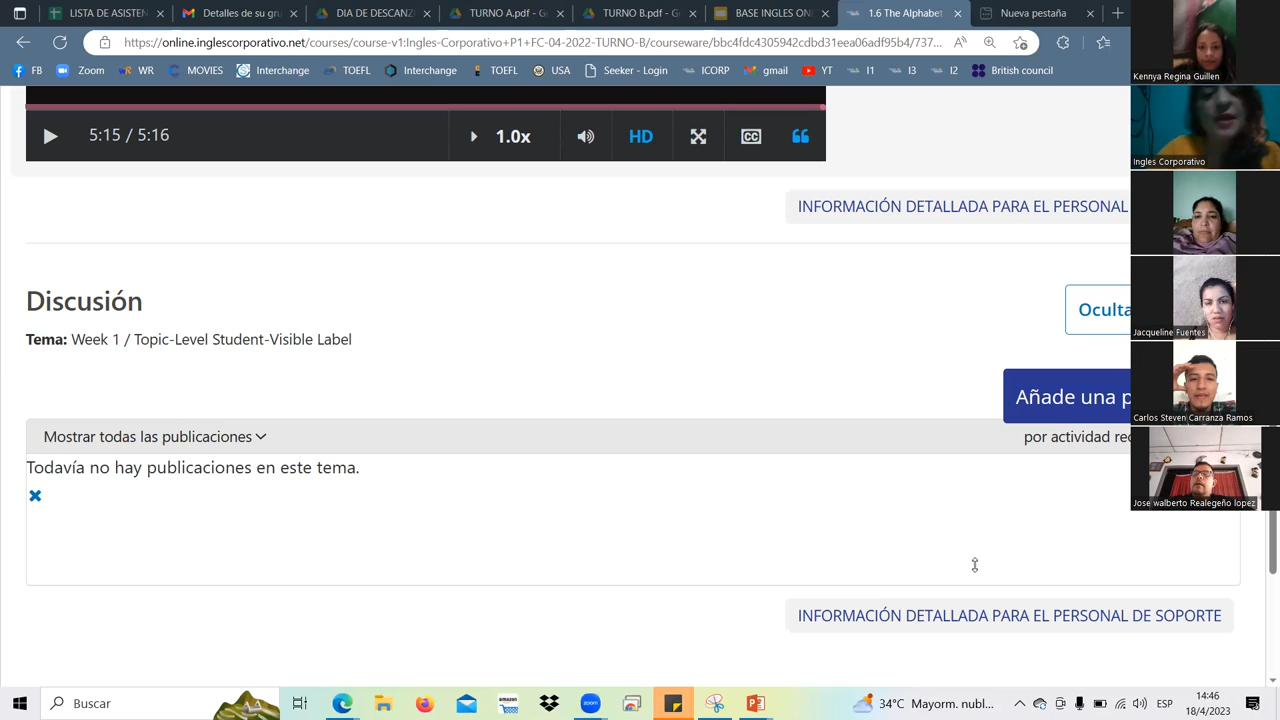 LISTA DE ASISTEN
Detalles de su gru
DIA DE DESCANZ
TURNO A.pdf - G
TURNO B.pdf - G
BASE INGLES ON
1.6 The Alphabet
Nueva pestaña
https://online.inglescorporativo.net/courses/course-v1:Ingles-Corporativo+P1+FC-04-2022-TURNO-B/courseware/bbc4fdc4305942cdbd31eea06adf95b4/737...
FB
Zoom
WR
MOVIES
Interchange
TOEFL
Interchange
TOEFL
USA
Seeker - Login
ICORP
gmail
YT
I1
I3
I2
British council
5:15 / 5:16
1.0x
HD
CC
INFORMACIÓN DETALLADA PARA EL PERSONAL
Discusión
Oculta
Tema: Week 1 / Topic-Level Student-Visible Label
Añade una p
Mostrar todas las publicaciones
por actividad rec
Todavía no hay publicaciones en este tema.
INFORMACIÓN DETALLADA PARA EL PERSONAL DE SOPORTE
Kennya Regina Guillen
Ingles Corporativo
Jacqueline Fuentes
Carlos Steven Carranza Ramos
Jose walberto Realegeño lopez
Buscar
amazon
zoom
34°C Mayorm. nubl...
ESP
14:46
18/4/2023